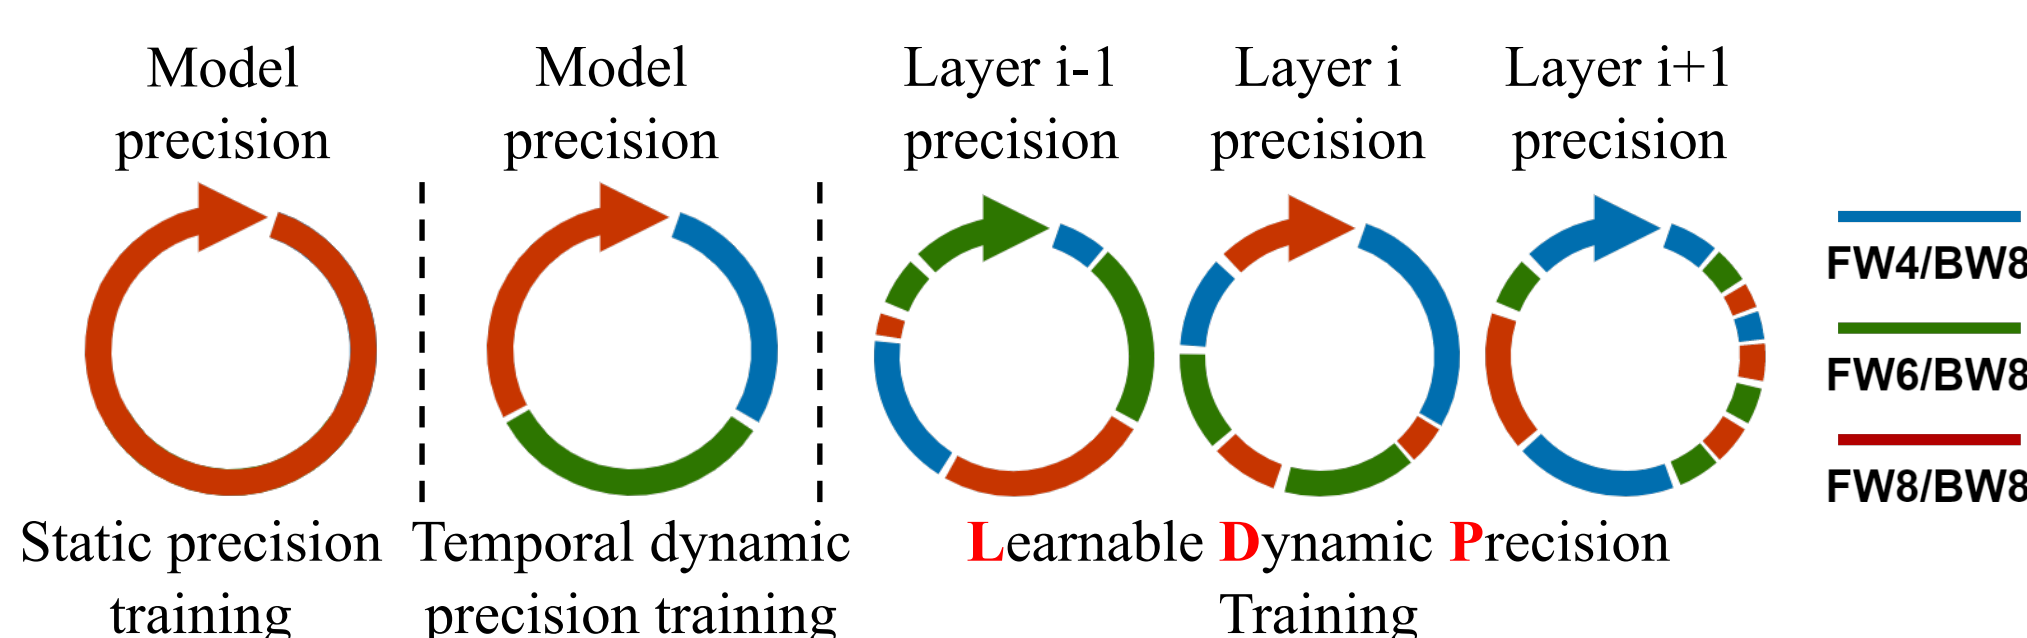 Model
precision
Model
precision
Layer i-1
precision
Layer i
precision
Layer i+1
precision
FW4/BW8
FW6/BW8
FW8/BW8
Static precision
training
Temporal dynamic
precision training
Learnable Dynamic Precision
Training